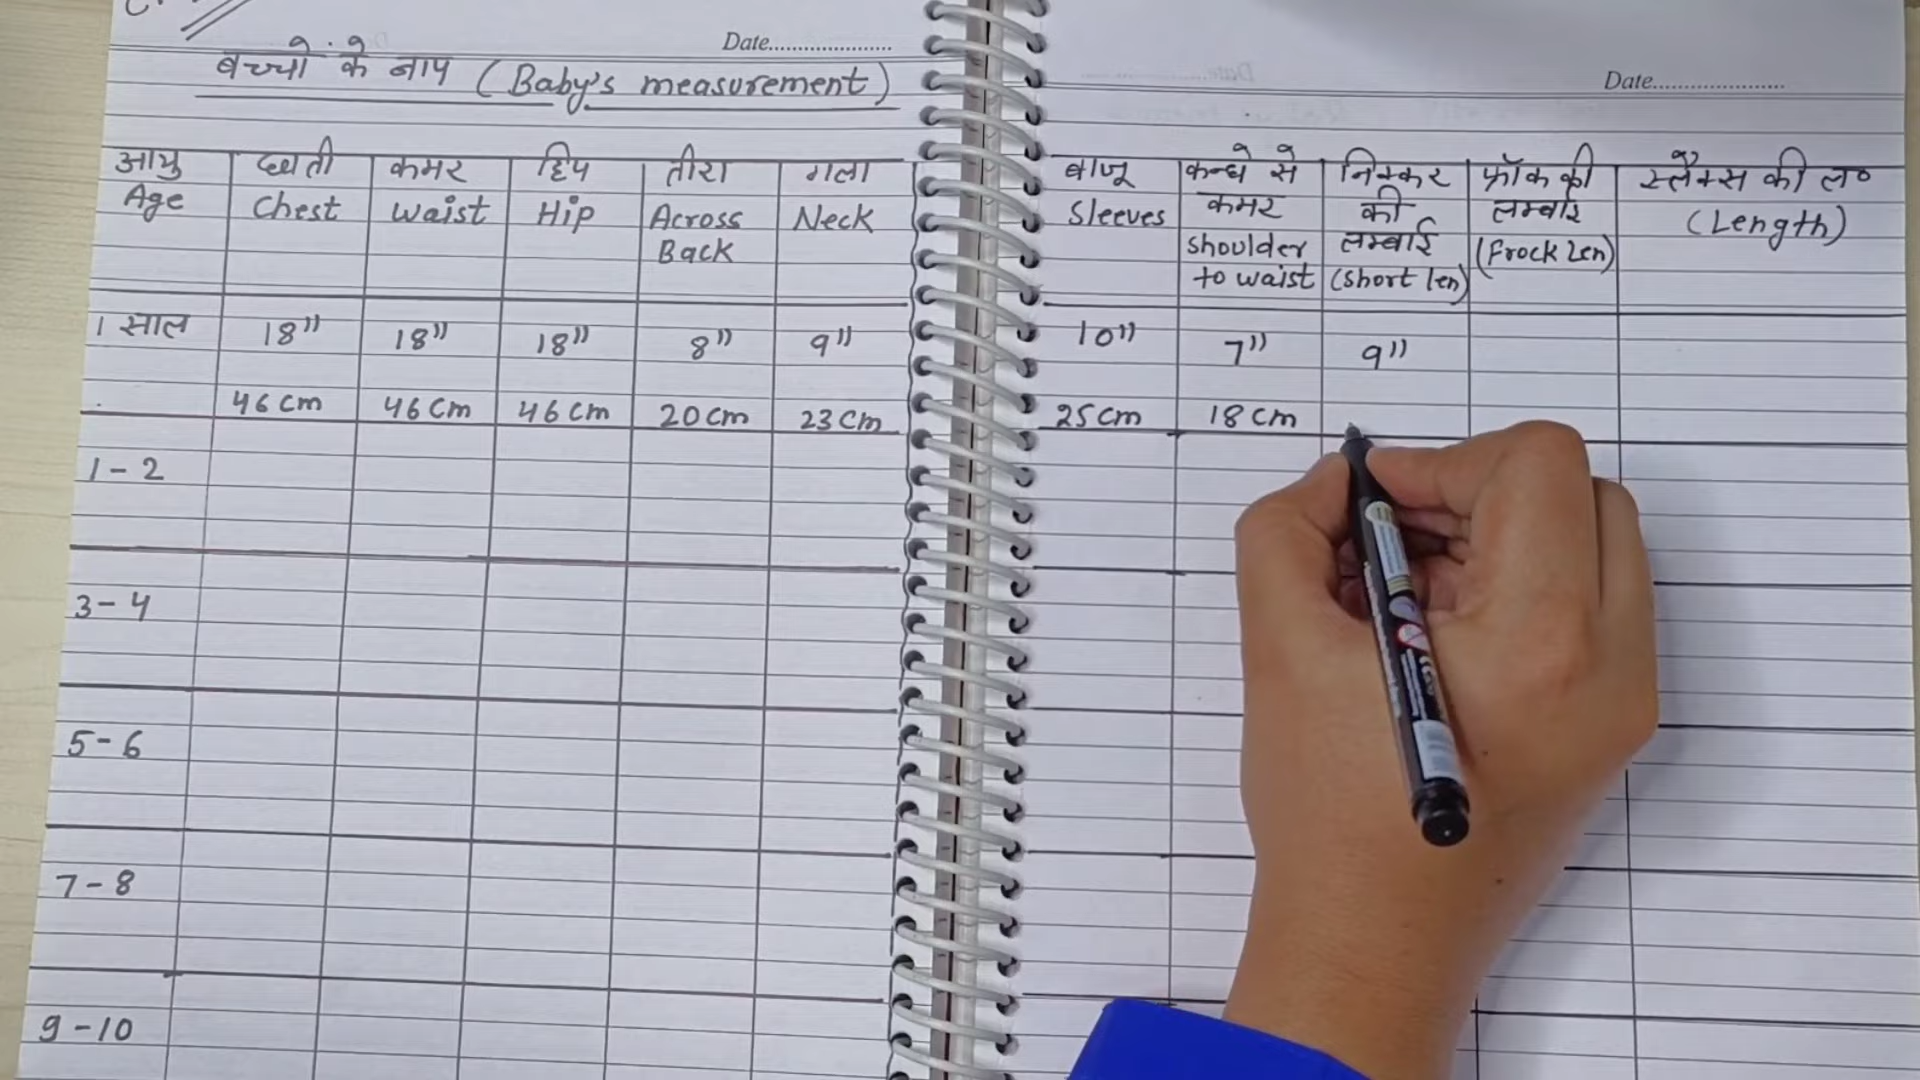 Date....................
बच्चो के नाप (Baby's measurement)
आयु छाती कमर हिप तीरा गला
Age Chest waist Hip Across Neck
Back
1 साल 18" 18" 18" 8" 9"
46 Cm 46 Cm 46 Cm 20 Cm 23 Cm
1 - 2
3 - 4
5 - 6
7 - 8
9 - 10
Date....................
बाजू कन्धे से निक्कर फ्रॉक की स्लैक्स की ल०
Sleeves कमर की लम्बाई (Length)
shoulder लम्बाई (Frock Len)
to waist (Short len)
10" 7" 9"
25 Cm 18 Cm